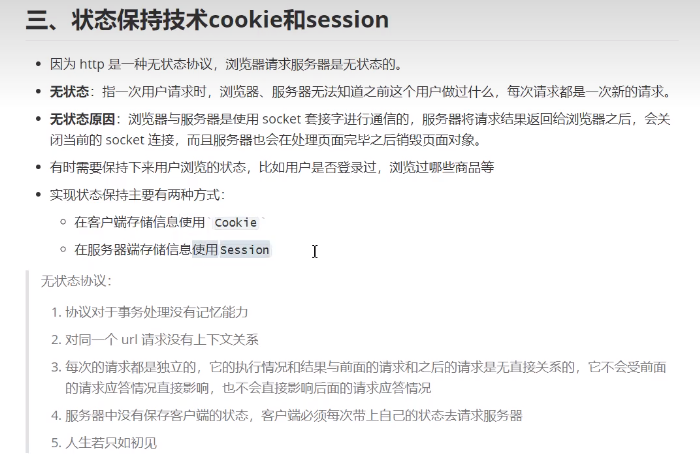 三、状态保持技术cookie和session
因为 http 是一种无状态协议，浏览器请求服务器是无状态的。
无状态：指一次用户请求时，浏览器、服务器无法知道之前这个用户做过什么，每次请求都是一次新的请求。
无状态原因：浏览器与服务器是使用 socket 套接字进行通信的，服务器将请求结果返回给浏览器之后，会关
闭当前的 socket 连接，而且服务器也会在处理页面完毕之后销毁页面对象。
有时需要保持下来用户浏览的状态，比如用户是否登录过，浏览过哪些商品等
实现状态保持主要有两种方式：
在客户端存储信息使用`Cookie`
在服务器端存储信息使用Session
无状态协议：
1. 协议对于事务处理没有记忆能力
2. 对同一个 url 请求没有上下文关系
3. 每次的请求都是独立的，它的执行情况和结果与前面的请求和之后的请求是无直接关系的，它不会受前面
的请求应答情况直接影响，也不会直接影响后面的请求应答情况
4. 服务器中没有保存客户端的状态，客户端必须每次带上自己的状态去请求服务器
5. 人生若只如初见